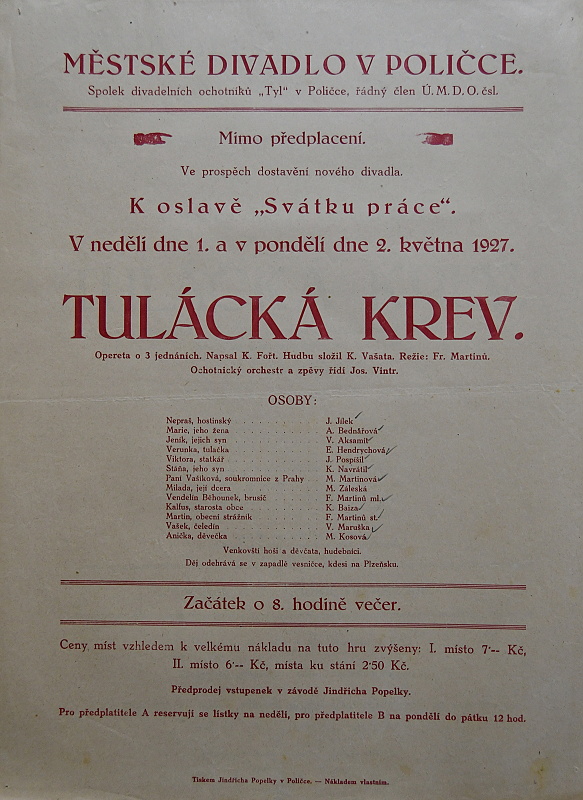 MĚSTSKÉ DIVADLO V POLIČCE.
Spolek divadelních ochotníků „Tyl“ v Poličce, řádný člen Ú. M. D. O. čsl.
Mimo předplacení.
Ve prospěch dostavění nového divadla.
K oslavě „Svátku práce“.
V nedělí dne 1. a v pondělí dne 2. května 1927.
TULÁCKÁ KREV.
Opereta o 3 jednáních. Napsal K. Fořt. Hudbu složil K. Vašata. Režie: Fr. Martinů.
Ochotnický orchestr a zpěvy řídí Jos. Vintr.
OSOBY:
Nepraš, hostinský . . . . . . . . . . J. Jílek
Marie, jeho žena . . . . . . . . . . A. Bednářová
Jeník, jejich syn . . . . . . . . . . V. Aksamit
Verunka, tulačka . . . . . . . . . . E. Hendrychová
Viktora, statkář . . . . . . . . . . J. Pospíšil
Stáňa, jeho syn . . . . . . . . . . K. Navrátil
Paní Vašíková, soukromnice z Prahy . . M. Martinová
Milada, její dcera . . . . . . . . . . M. Záleská
Vendelín Běhounek, brusič . . . . . . F. Martinů ml.
Kalfus, starosta obce . . . . . . . . K. Baiza
Martin, obecní strážník . . . . . . . F. Martinů st.
Vašek, čeledín . . . . . . . . . . V. Maruška
Anička, děvečka . . . . . . . . . . M. Kosová
Venkovští hoši a děvčata, hudebníci.
Děj odehrává se v zapadlé vesničce, kdesi na Plzeňsku.
Začátek o 8. hodině večer.
Ceny míst vzhledem k velkému nákladu na tuto hru zvýšeny: I. místo 7·-- Kč,
II. místo 6·-- Kč, místa ku stání 2·50 Kč.
Předprodej vstupenek v závodě Jindřicha Popelky.
Pro předplatitele A reservují se lístky na neděli, pro předplatitele B na pondělí do pátku 12 hod.
Tiskem Jindřicha Popelky v Poličce. — Nákladem vlastním.